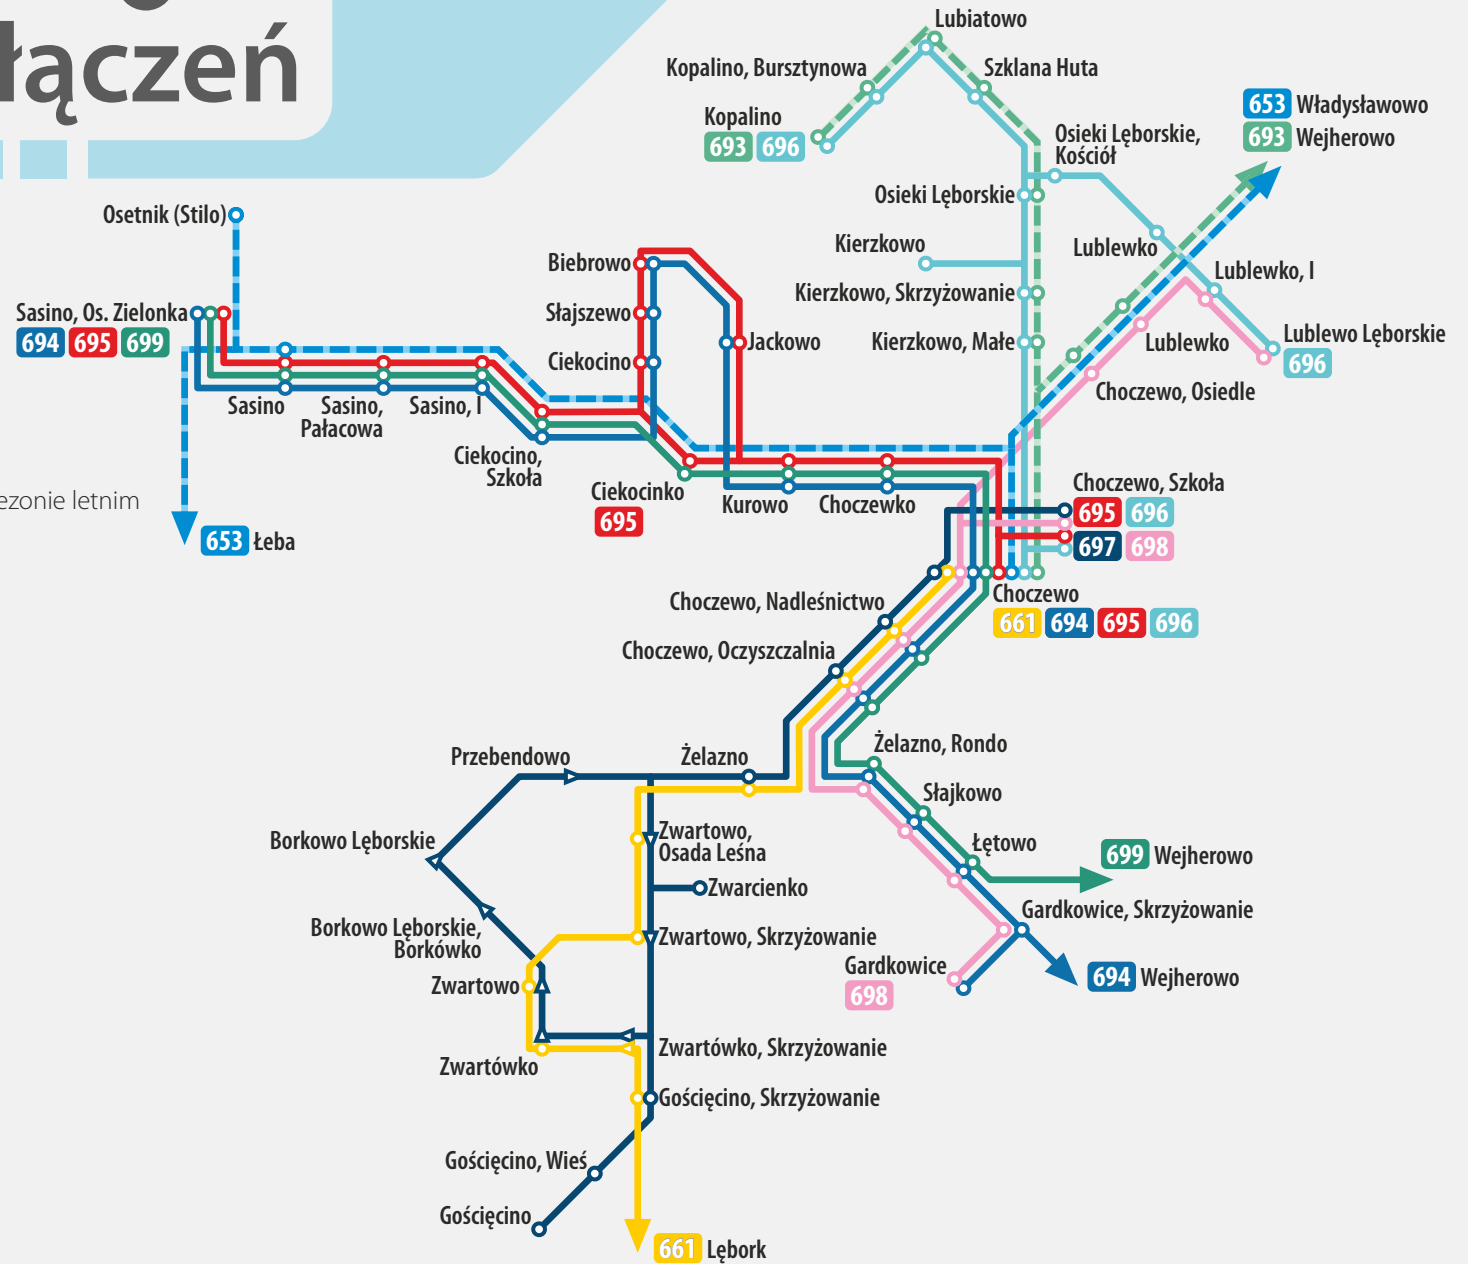 łączeń
Lubiatowo
Kopalino, Bursztynowa
Szklana Huta
Kopalino
693 696
653 Władysławowo
693 Wejherowo
Osieki Lęborskie,
Kościół
Osieki Lęborskie
Osetnik (Stilo)
Kierzkowo
Lublewko
Biebrowo
Lublewko, I
Kierzkowo, Skrzyżowanie
Sasino, Os. Zielonka
694 695 699
Słajszewo
Jackowo
Kierzkowo, Małe
Lublewko
Lublewo Lęborskie
696
Ciekocino
Choczewo, Osiedle
Sasino
Sasino,
Pałacowa
Sasino, I
Ciekocino,
Szkoła
ezonie letnim
Ciekocinko
695
Kurowo
Choczewko
Choczewo, Szkoła
695 696
697 698
653 Łeba
Choczewo
661 694 695 696
Choczewo, Nadleśnictwo
Choczewo, Oczyszczalnia
Przebendowo
Żelazno
Żelazno, Rondo
Słajkowo
Borkowo Lęborskie
Zwartowo,
Osada Leśna
Łętowo
699 Wejherowo
Zwarcienko
Gardkowice, Skrzyżowanie
Borkowo Lęborskie,
Borkówko
Zwartowo, Skrzyżowanie
Gardkowice
698
694 Wejherowo
Zwartowo
Zwartówko, Skrzyżowanie
Zwartówko
Gościęcino, Skrzyżowanie
Gościęcino, Wieś
Gościęcino
661 Lębork